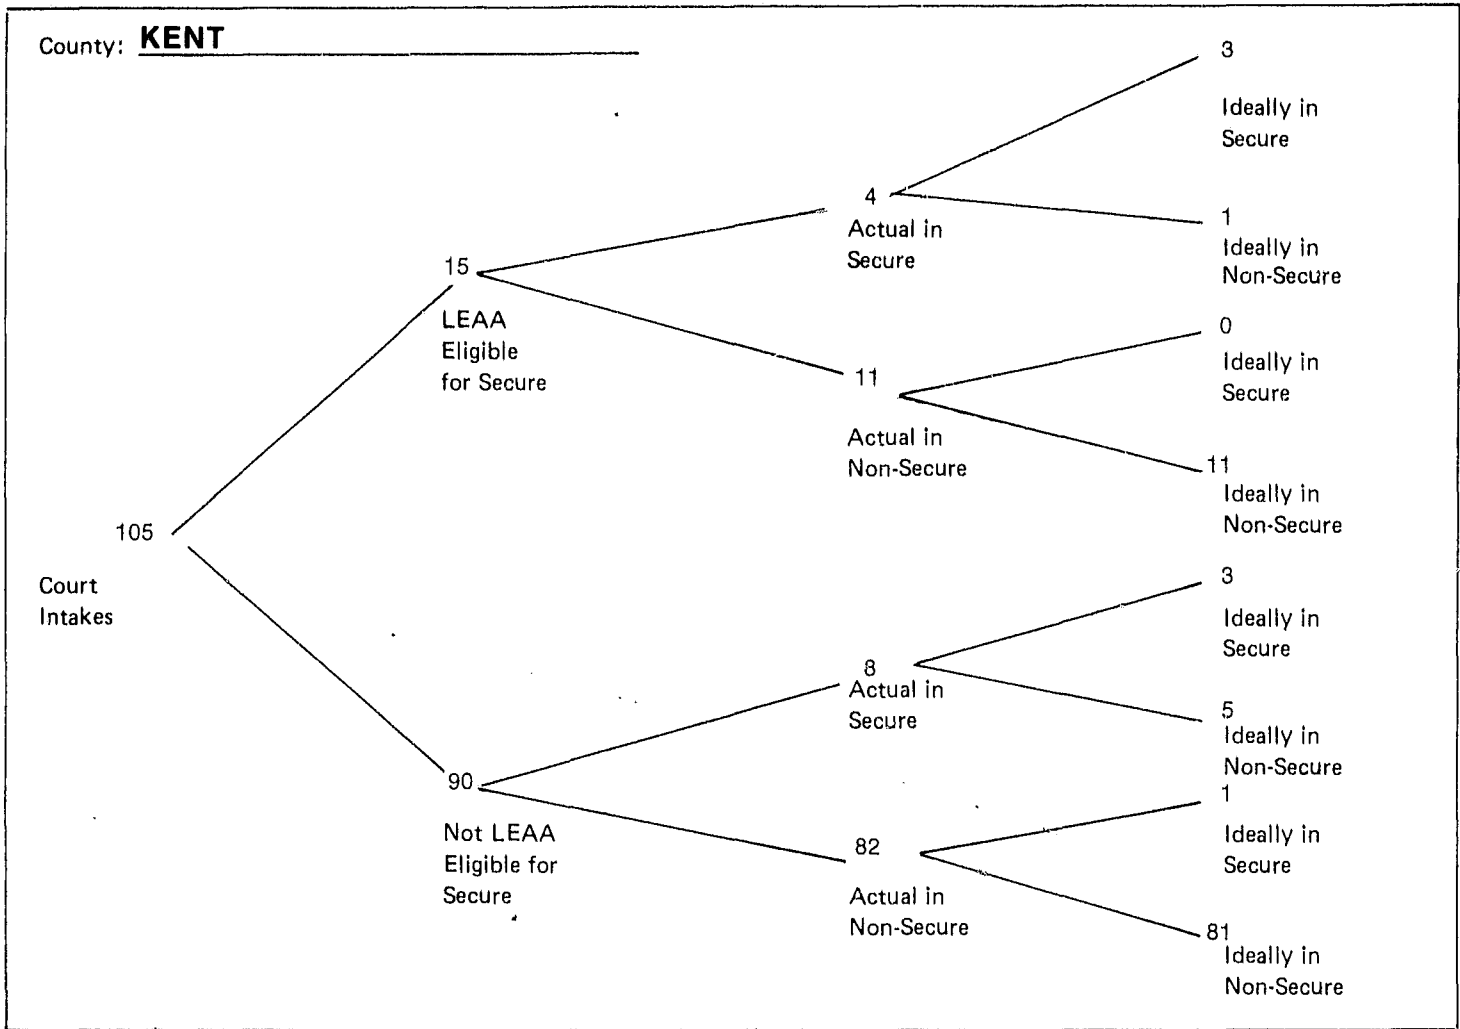 County: KENT
105
Court
Intakes
15
LEAA
Eligible
for Secure
90
Not LEAA
Eligible for
Secure
4
Actual in
Secure
11
Actual in
Non-Secure
8
Actual in
Secure
82
Actual in
Non-Secure
3
Ideally in
Secure
1
Ideally in
Non-Secure
0
Ideally in
Secure
11
Ideally in
Non-Secure
3
Ideally in
Secure
5
Ideally in
Non-Secure
1
Ideally in
Secure
81
Ideally in
Non-Secure